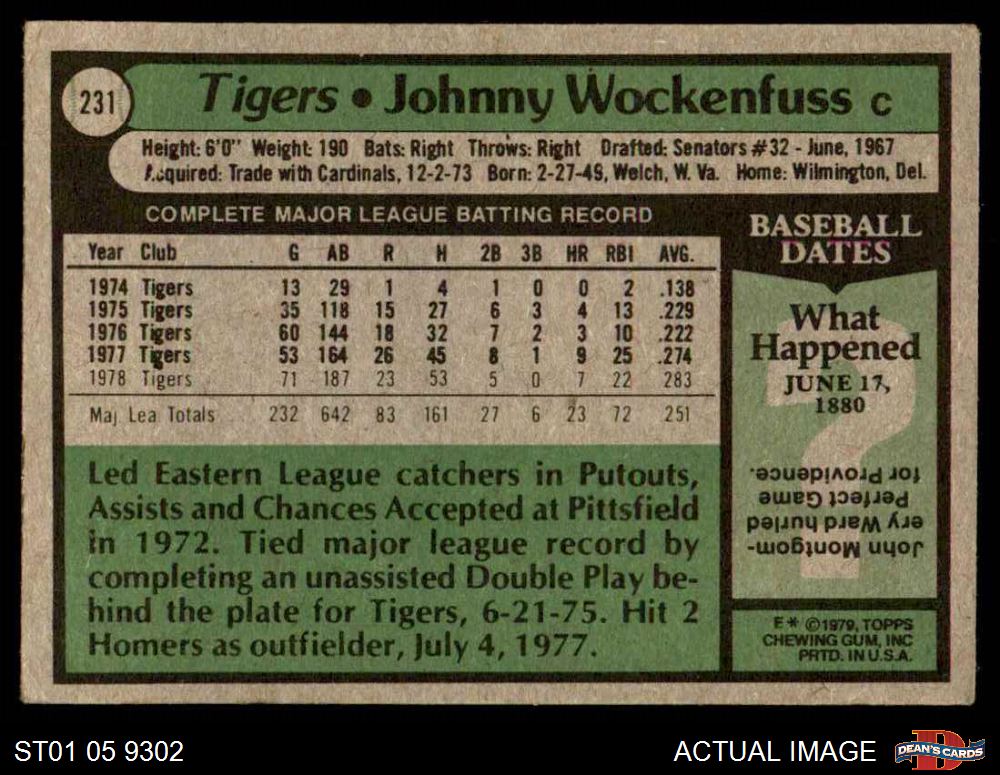 231
Tigers • Johnny Wockenfuss C
Height: 6'0" Weight: 190 Bats: Right Throws: Right Drafted: Senators #32 - June, 1967
Acquired: Trade with Cardinals, 12-2-73 Born: 2-27-49, Welch, W. Va. Home: Wilmington, Del.
COMPLETE MAJOR LEAGUE BATTING RECORD
Year Club G AB R H 2B 3B HR RBI AVG.
1974 Tigers 13 29 1 4 1 0 0 2 .138
1975 Tigers 35 118 15 27 6 3 4 13 .229
1976 Tigers 60 144 18 32 7 2 3 10 .222
1977 Tigers 53 164 26 45 8 1 9 25 .274
1978 Tigers 71 187 23 53 5 0 7 22 283
Maj Lea Totals 232 642 83 161 27 6 23 72 251
Led Eastern League catchers in Putouts,
Assists and Chances Accepted at Pittsfield
in 1972. Tied major league record by
completing an unassisted Double Play be-
hind the plate for Tigers, 6-21-75. Hit 2
Homers as outfielder, July 4, 1977.
BASEBALL
DATES
What
Happened
JUNE 17,
1880
John Montgom-
ery Ward hurled
Perfect Game
for Providence.
E* ©1979, TOPPS
CHEWING GUM, INC
PRTD. IN U.S.A.
ST01 05 9302
ACTUAL IMAGE
D
DEAN'S CARDS